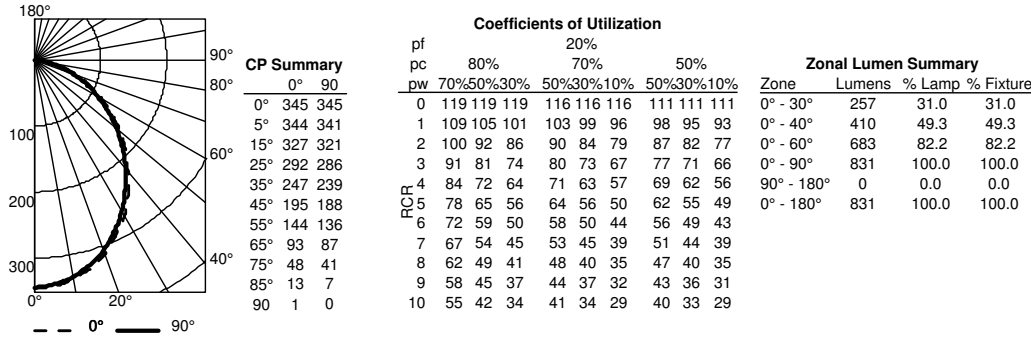 180°
90°
80°
100
60°
200
300
40°
0° 20°
0° 90°
CP Summary
0° 90
0° 345 345
5° 344 341
15° 327 321
25° 292 286
35° 247 239
45° 195 188
55° 144 136
65° 93 87
75° 48 41
85° 13 7
90 1 0
Coefficients of Utilization
pf 20%
pc 80% 70% 50%
pw 70%50%30% 50%30%10% 50%30%10%
RCR
0 119 119 119 116 116 116 111 111 111
1 109 105 101 103 99 96 98 95 93
2 100 92 86 90 84 79 87 82 77
3 91 81 74 80 73 67 77 71 66
4 84 72 64 71 63 57 69 62 56
5 78 65 56 64 56 50 62 55 49
6 72 59 50 58 50 44 56 49 43
7 67 54 45 53 45 39 51 44 39
8 62 49 41 48 40 35 47 40 35
9 58 45 37 44 37 32 43 36 31
10 55 42 34 41 34 29 40 33 29
Zonal Lumen Summary
Zone Lumens % Lamp % Fixture
0° - 30° 257 31.0 31.0
0° - 40° 410 49.3 49.3
0° - 60° 683 82.2 82.2
0° - 90° 831 100.0 100.0
90° - 180° 0 0.0 0.0
0° - 180° 831 100.0 100.0